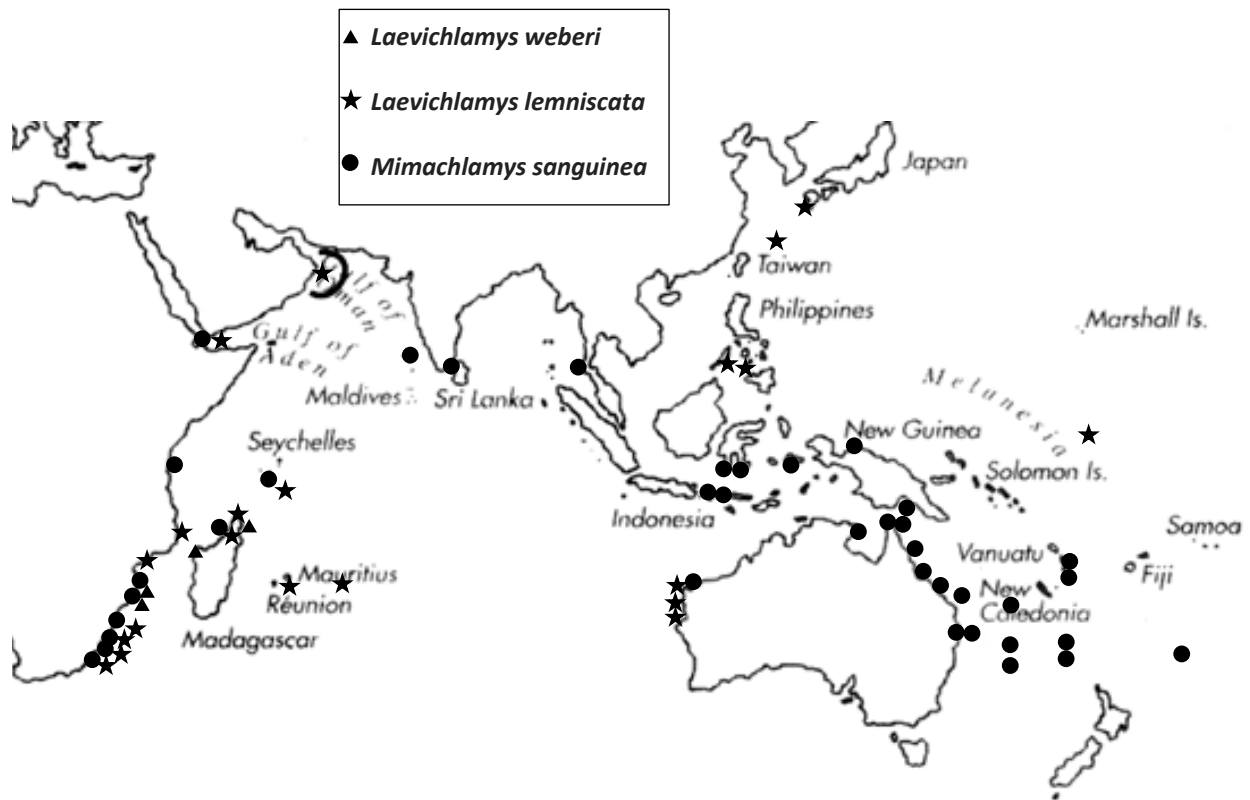 Laevichlamys weberi
Laevichlamys lemniscata
Mimachlamys sanguinea
Japan
Taiwan
Philippines
Marshall Is.
Gulf of
Oman
Gulf of
Aden
Maldives
Sri Lanka
Melanesia
Seychelles
New Guinea
Solomon Is.
Indonesia
Samoa
Vanuatu
Fiji
New
Caledonia
Mauritius
Réunion
Madagascar